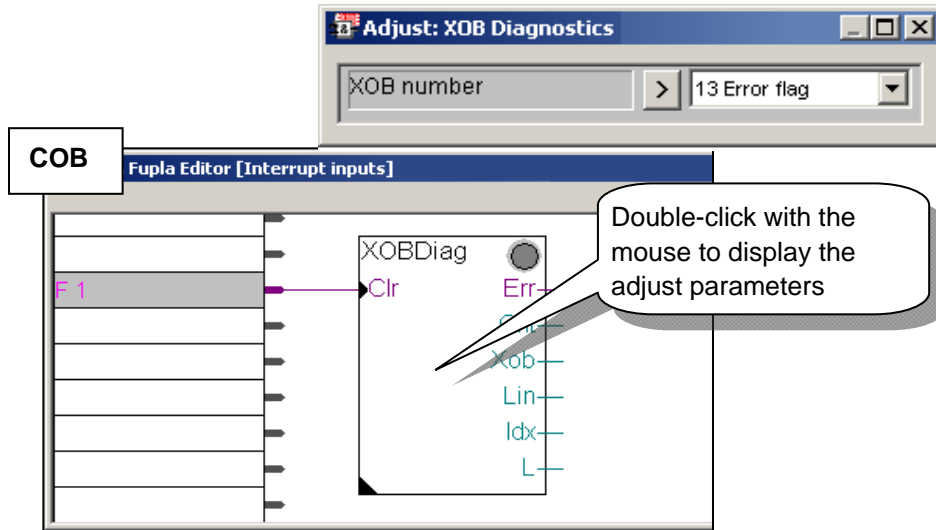 Adjust: XOB Diagnostics
XOB number
>
13 Error flag
COB
Fupla Editor [Interrupt inputs]
Double-click with the
mouse to display the
adjust parameters
XOBDiag
F 1
Clr
Err
Xob
Lin
Idx
L